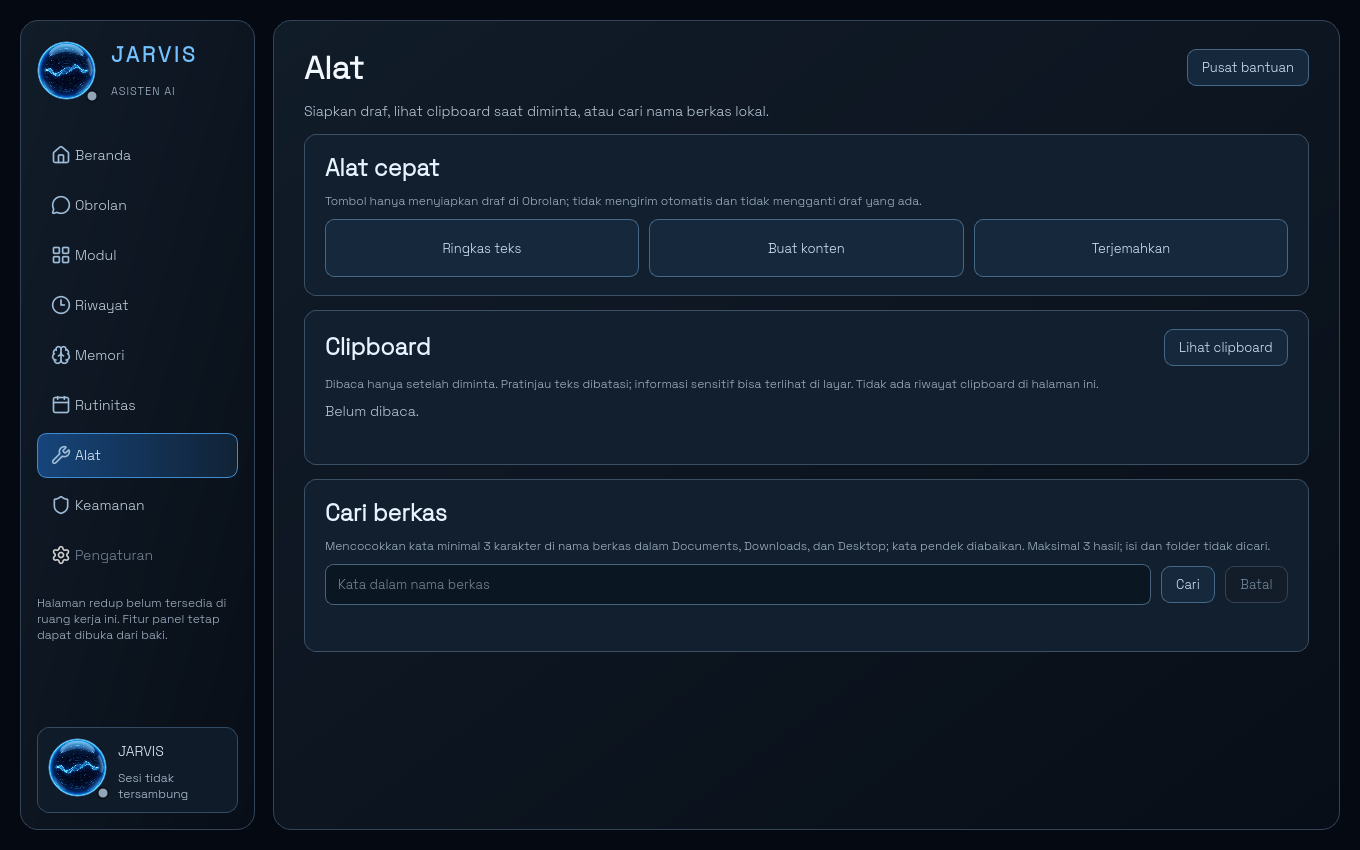 JARVIS
ASISTEN AI
Beranda
Obrolan
Modul
Riwayat
Memori
Rutinitas
Alat
Keamanan
Pengaturan
Halaman redup belum tersedia di
ruang kerja ini. Fitur panel tetap
dapat dibuka dari baki.
JARVIS
Sesi tidak
tersambung
Alat
Pusat bantuan
Siapkan draf, lihat clipboard saat diminta, atau cari nama berkas lokal.
Alat cepat
Tombol hanya menyiapkan draf di Obrolan; tidak mengirim otomatis dan tidak mengganti draf yang ada.
Ringkas teks
Buat konten
Terjemahkan
Clipboard
Lihat clipboard
Dibaca hanya setelah diminta. Pratinjau teks dibatasi; informasi sensitif bisa terlihat di layar. Tidak ada riwayat clipboard di halaman ini.
Belum dibaca.
Cari berkas
Mencocokkan kata minimal 3 karakter di nama berkas dalam Documents, Downloads, dan Desktop; kata pendek diabaikan. Maksimal 3 hasil; isi dan folder tidak dicari.
Kata dalam nama berkas
Cari
Batal